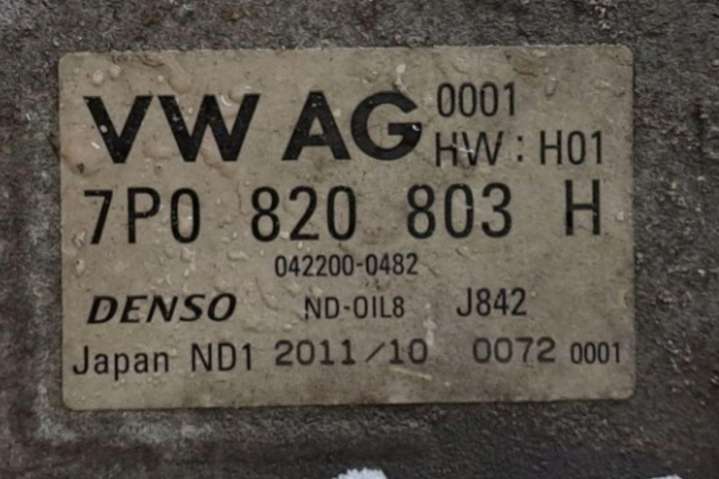 VW AG 0001
HW : H01
7P0 820 803 H
042200-0482
DENSO ND-OIL8 J842
Japan ND1 2011/10 0072 0001